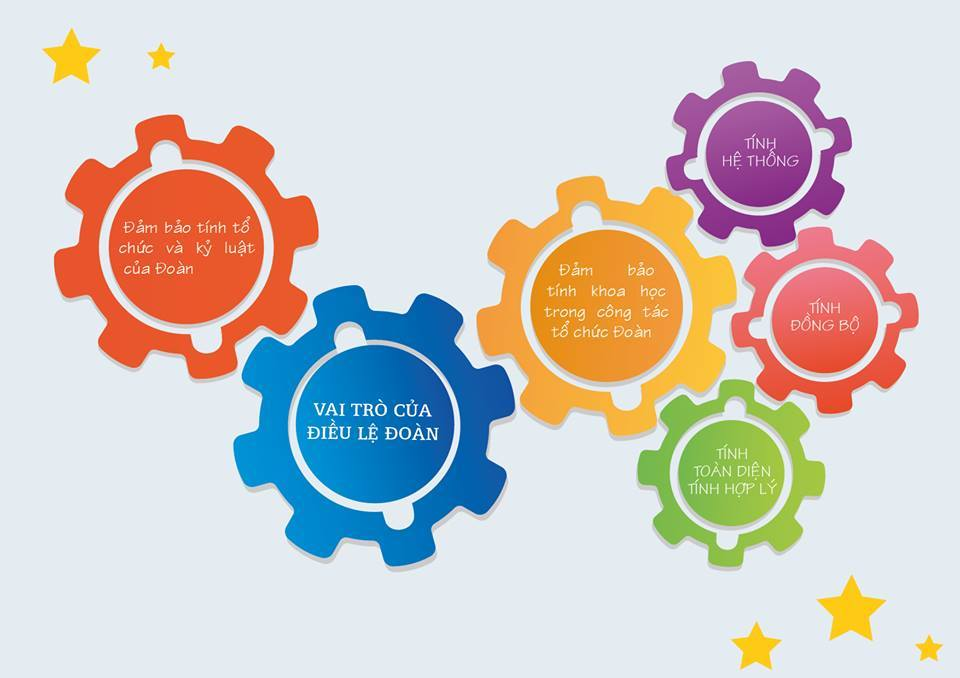 Đảm bảo tính tổ
chức và kỷ luật
của Đoàn
VAI TRÒ CỦA
ĐIỀU LỆ ĐOÀN
Đảm bảo
tính khoa học
trong công tác
tổ chức Đoàn
TÍNH
HỆ THỐNG
TÍNH
ĐỒNG BỘ
TÍNH
TOÀN DIỆN
TÍNH HỢP LÝ